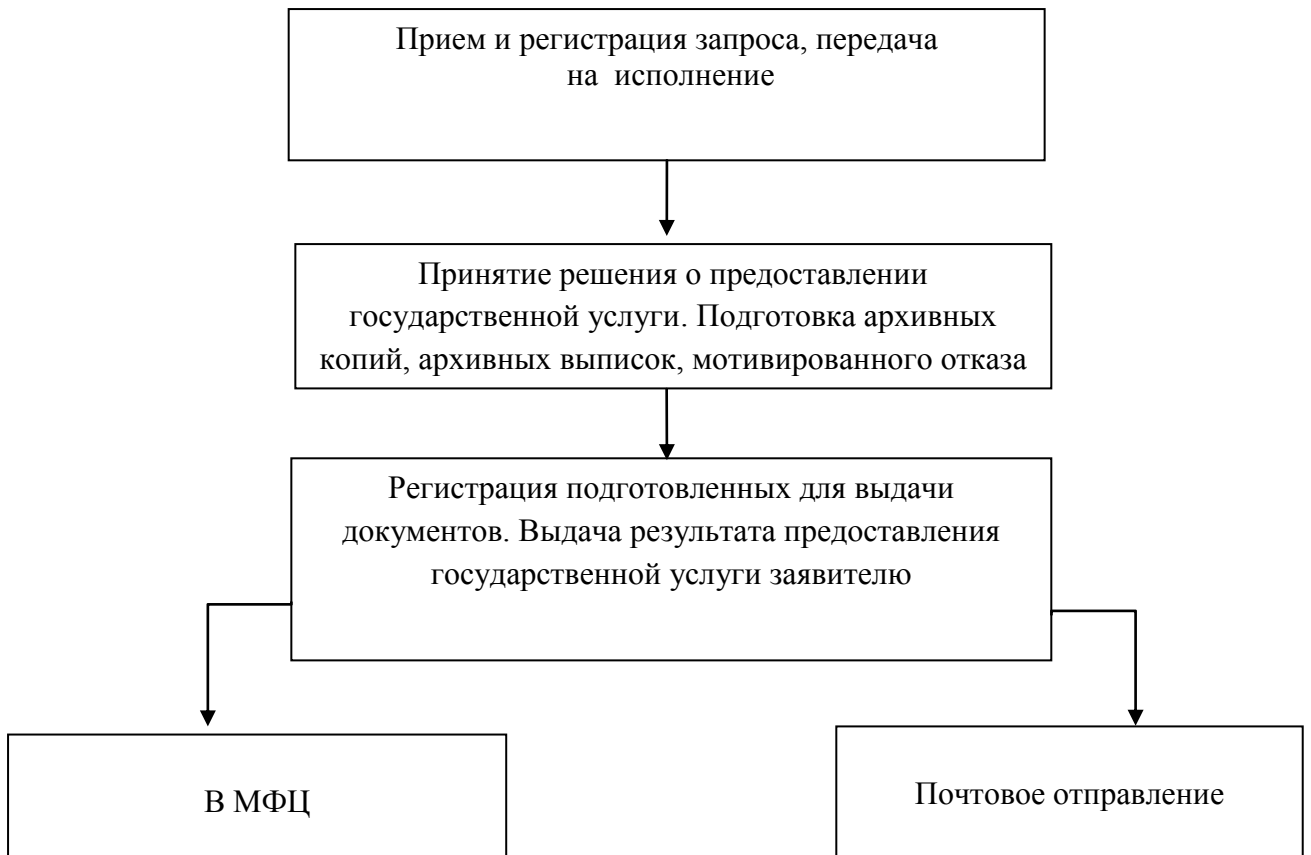 Прием и регистрация запроса, передача
на исполнение
Принятие решения о предоставлении
государственной услуги. Подготовка архивных
копий, архивных выписок, мотивированного отказа
Регистрация подготовленных для выдачи
документов. Выдача результата предоставления
государственной услуги заявителю
В МФЦ
Почтовое отправление